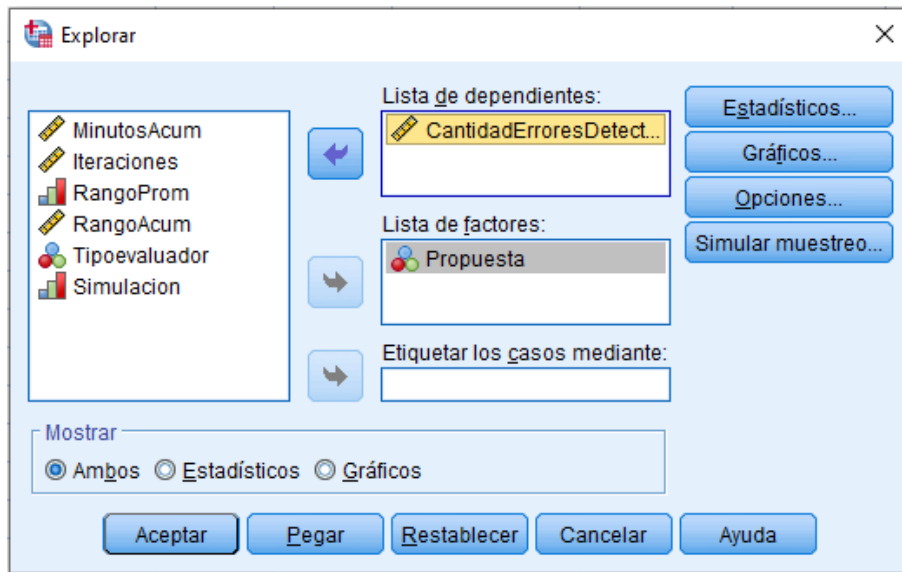 Explorar
MinutosAcum
Iteraciones
RangoProm
RangoAcum
Tipoevaluador
Simulacion
Lista de dependientes:
CantidadErroresDetect...
Lista de factores:
Propuesta
Etiquetar los casos mediante:
Estadísticos...
Gráficos...
Opciones...
Simular muestreo...
Mostrar
Ambos Estadísticos Gráficos
Aceptar Pegar Restablecer Cancelar Ayuda